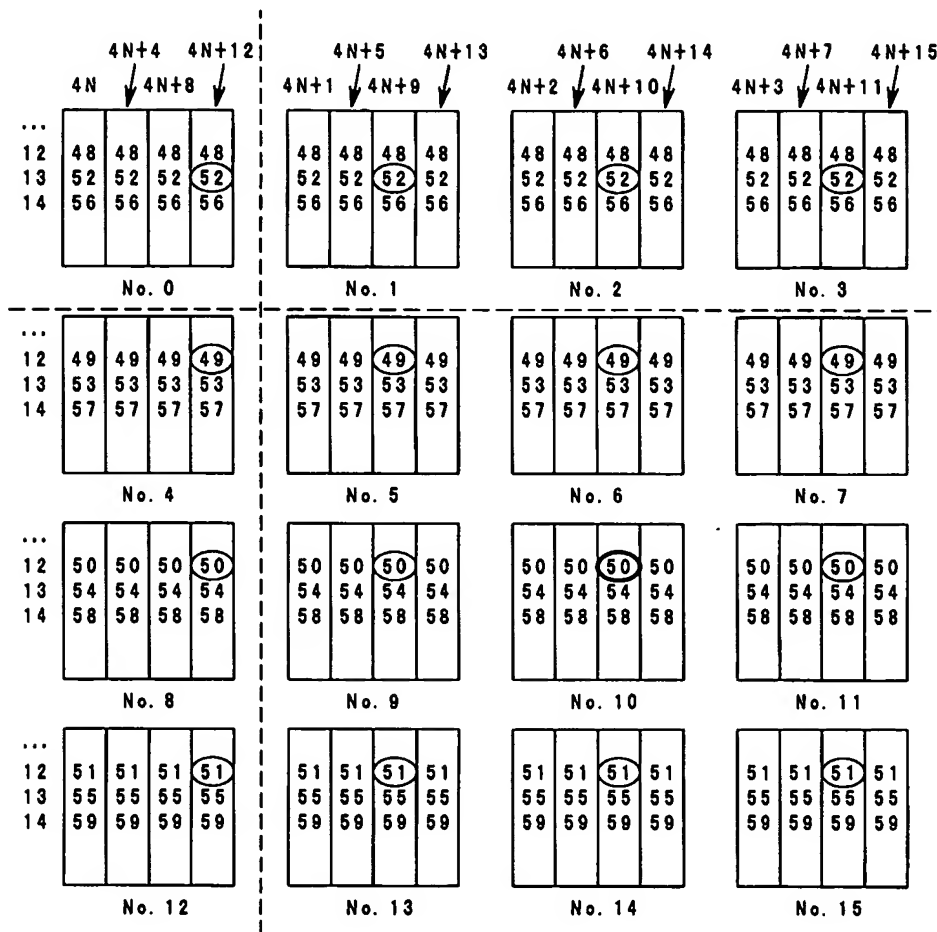 4N+4 4N+12 4N+5 4N+13 4N+6 4N+14 4N+7 4N+15
4N 4N+8 4N+1 4N+9 4N+2 4N+10 4N+3 4N+11
...
12 48 48 48 48 48 48 48 48 48 48 48 48 48 48 48 48
13 52 52 52 52 52 52 52 52 52 52 52 52 52 52 52 52
14 56 56 56 56 56 56 56 56 56 56 56 56 56 56 56 56
No. 0 No. 1 No. 2 No. 3
...
12 49 49 49 49 49 49 49 49 49 49 49 49 49 49 49 49
13 53 53 53 53 53 53 53 53 53 53 53 53 53 53 53 53
14 57 57 57 57 57 57 57 57 57 57 57 57 57 57 57 57
No. 4 No. 5 No. 6 No. 7
...
12 50 50 50 50 50 50 50 50 50 50 50 50 50 50 50 50
13 54 54 54 54 54 54 54 54 54 54 54 54 54 54 54 54
14 58 58 58 58 58 58 58 58 58 58 58 58 58 58 58 58
No. 8 No. 9 No. 10 No. 11
...
12 51 51 51 51 51 51 51 51 51 51 51 51 51 51 51 51
13 55 55 55 55 55 55 55 55 55 55 55 55 55 55 55 55
14 59 59 59 59 59 59 59 59 59 59 59 59 59 59 59 59
No. 12 No. 13 No. 14 No. 15